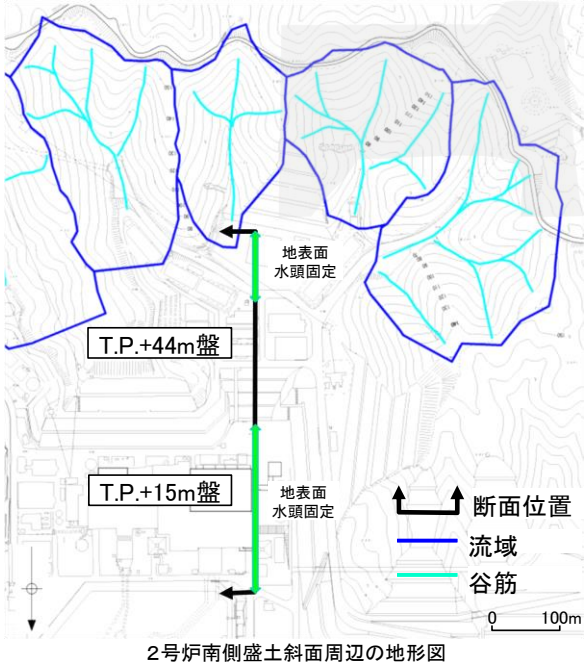 地表面
水頭固定
T.P.+44m盤
T.P.+15m盤
地表面
水頭固定
断面位置
流域
谷筋
0 100m
2号炉南側盛土斜面周辺の地形図